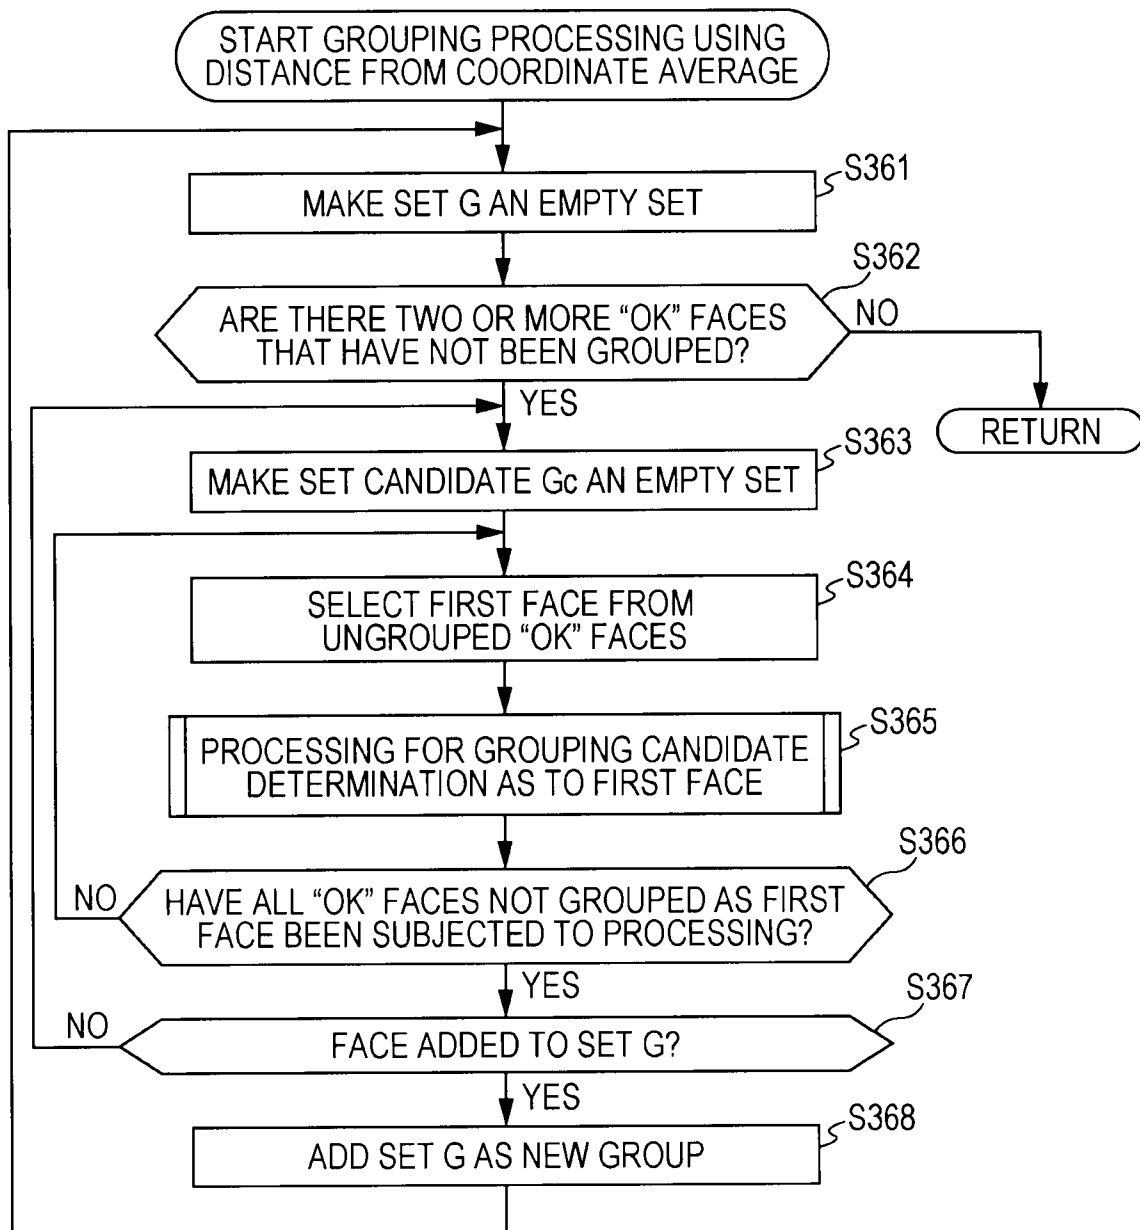 START GROUPING PROCESSING USING
DISTANCE FROM COORDINATE AVERAGE
S361
MAKE SET G AN EMPTY SET
S362
ARE THERE TWO OR MORE “OK” FACES
THAT HAVE NOT BEEN GROUPED?
NO
YES
RETURN
S363
MAKE SET CANDIDATE Gc AN EMPTY SET
S364
SELECT FIRST FACE FROM
UNGROUPED “OK” FACES
S365
PROCESSING FOR GROUPING CANDIDATE
DETERMINATION AS TO FIRST FACE
S366
NO
HAVE ALL “OK” FACES NOT GROUPED AS FIRST
FACE BEEN SUBJECTED TO PROCESSING?
YES
S367
NO
FACE ADDED TO SET G?
YES
S368
ADD SET G AS NEW GROUP